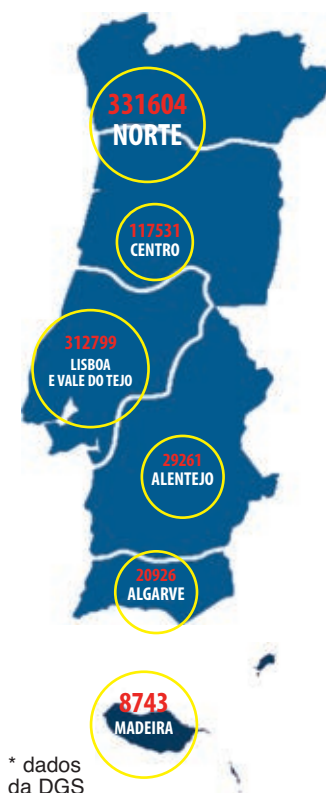 331604
NORTE
117531
CENTRO
312799
LISBOA
E VALE DO TEJO
29261
ALENTEJO
20926
ALGARVE
8743
MADEIRA
* dados
da DGS